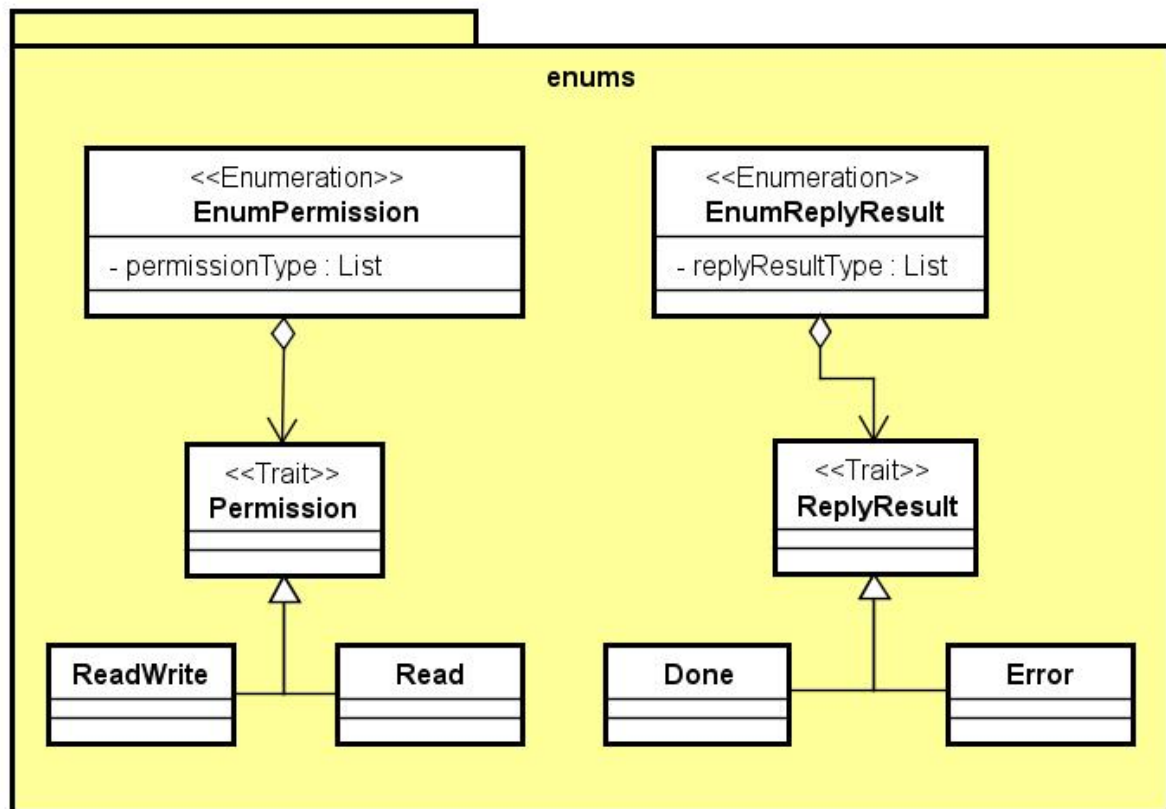 enums
<<Enumeration>>
EnumPermission
- permissionType : List
<<Enumeration>>
EnumReplyResult
- replyResultType : List
<<Trait>>
Permission
<<Trait>>
ReplyResult
ReadWrite
Read
Done
Error